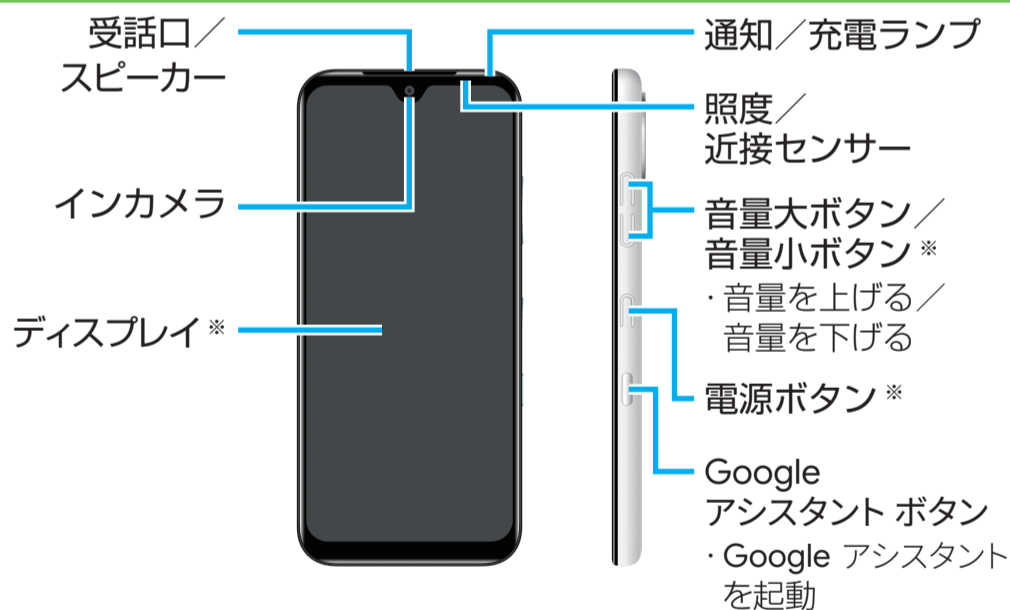 受話口／
スピーカー
インカメラ
ディスプレイ※
通知／充電ランプ
照度／
近接センサー
音量大ボタン／
音量小ボタン※
・音量を上げる／
音量を下げる
電源ボタン※
Google
アシスタント ボタン
・Google アシスタント
を起動